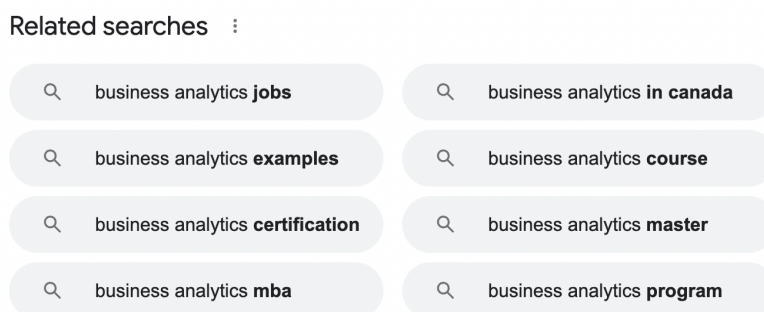 Related searches
business analytics jobs
business analytics in canada
business analytics examples
business analytics course
business analytics certification
business analytics master
business analytics mba
business analytics program